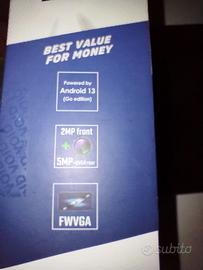 BEST VALUE
FOR MONEY
Powered by
Android 13
(Go edition)
2MP front
+
5MP
FWVGA
subito